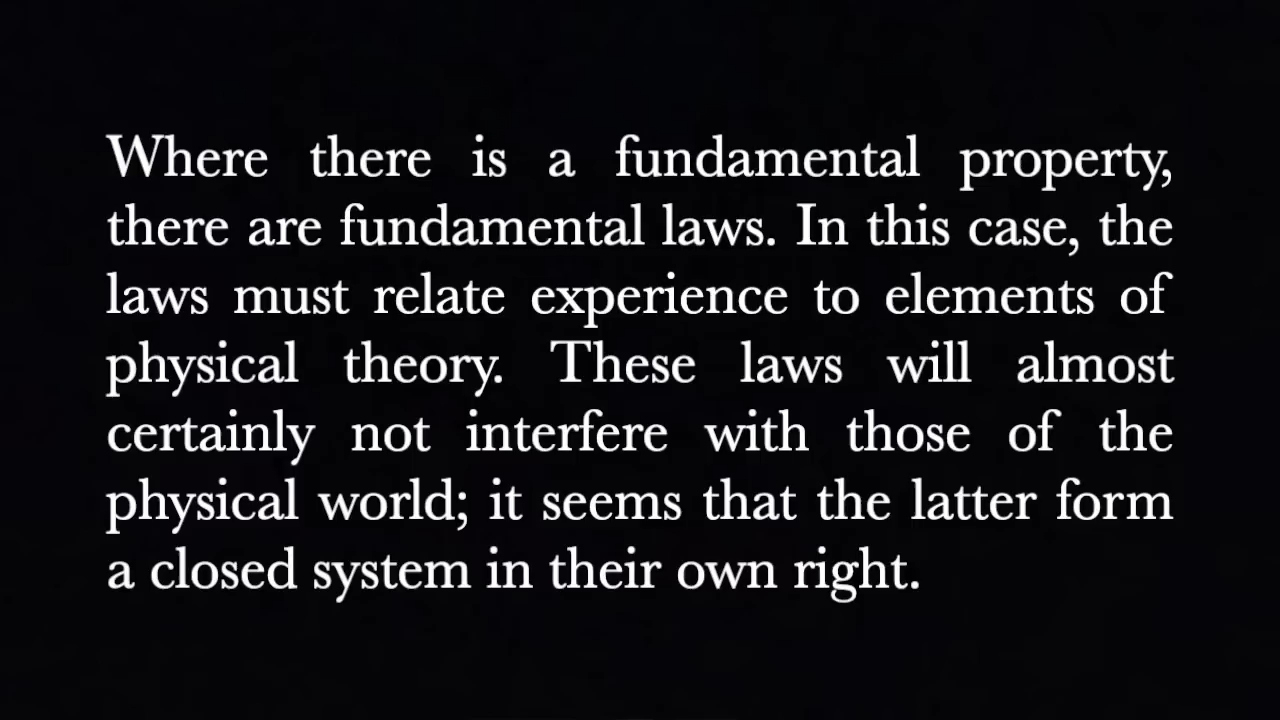 Where there is a fundamental property,
there are fundamental laws. In this case, the
laws must relate experience to elements of
physical theory. These laws will almost
certainly not interfere with those of the
physical world; it seems that the latter form
a closed system in their own right.